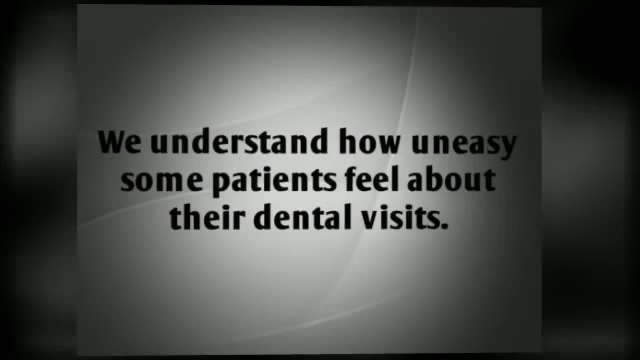 We understand how uneasy
some patients feel about
their dental visits.